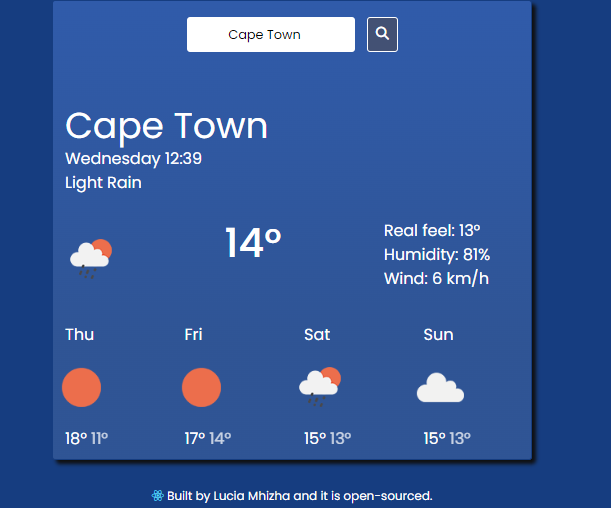 Cape Town
Cape Town
Wednesday 12:39
Light Rain
14°
Real feel: 13°
Humidity: 81%
Wind: 6 km/h
Thu Fri Sat Sun
18° 11° 17° 14° 15° 13° 15° 13°
Built by Lucia Mhizha and it is open-sourced.